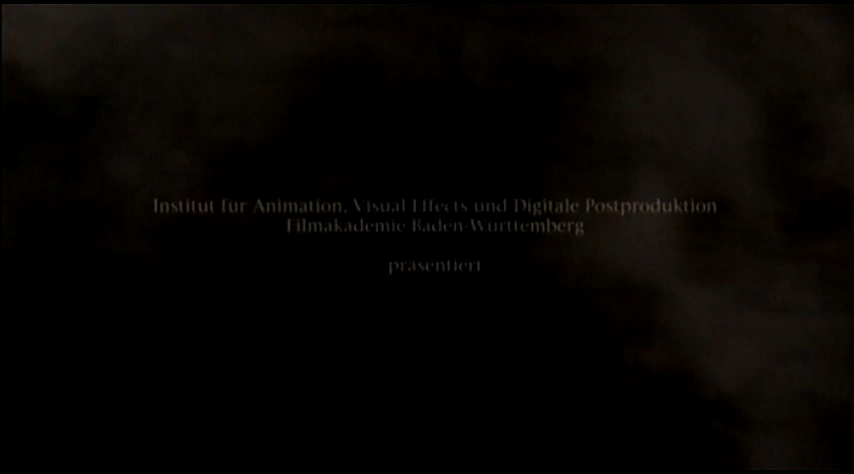 Institut für Animation, Visual Effects und Digitale Postproduktion
Filmakademie Baden-Württemberg
präsentiert